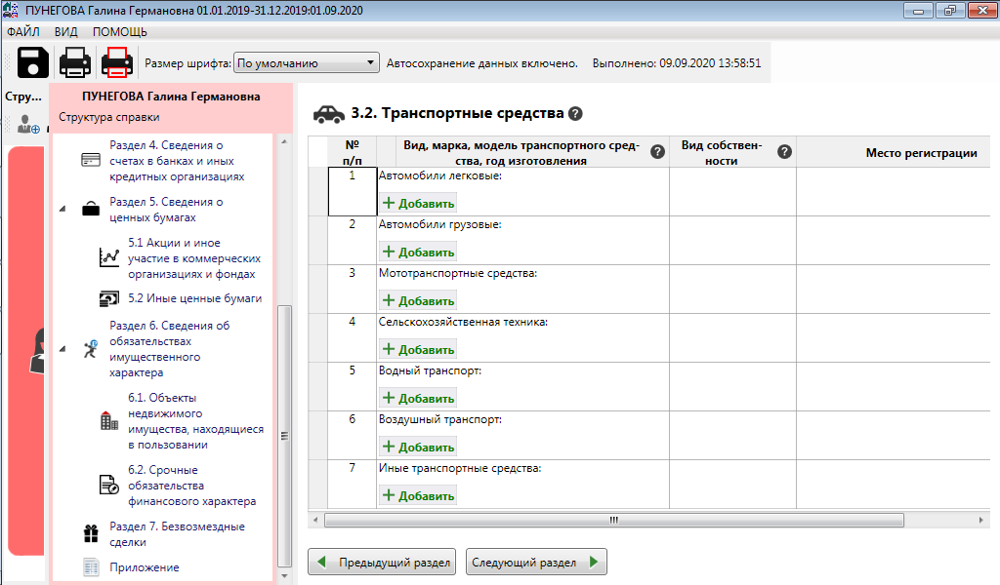 ПУНЕГОВА Галина Германовна 01.01.2019-31.12.2019:01.09.2020
ФАЙЛ ВИД ПОМОЩЬ
Размер шрифта: По умолчанию Автосохранение данных включено. Выполнено: 09.09.2020 13:58:51
Стру...
ПУНЕГОВА Галина Германовна
Структура справки
Раздел 4. Сведения о
счетах в банках и иных
кредитных организациях
Раздел 5. Сведения о
ценных бумагах
5.1 Акции и иное
участие в коммерческих
организациях и фондах
5.2 Иные ценные бумаги
Раздел 6. Сведения об
обязательствах
имущественного
характера
6.1. Объекты
недвижимого
имущества, находящиеся
в пользовании
6.2. Срочные
обязательства
финансового характера
Раздел 7. Безвозмездные
сделки
Приложение
3.2. Транспортные средства ?
№
п/п
Вид, марка, модель транспортного сред-
ства, год изготовления
?
Вид собствен-
ности
?
Место регистрации
1 Автомобили легковые:
+ Добавить
2 Автомобили грузовые:
+ Добавить
3 Мототранспортные средства:
+ Добавить
4 Сельскохозяйственная техника:
+ Добавить
5 Водный транспорт:
+ Добавить
6 Воздушный транспорт:
+ Добавить
7 Иные транспортные средства:
+ Добавить
Предыдущий раздел Следующий раздел